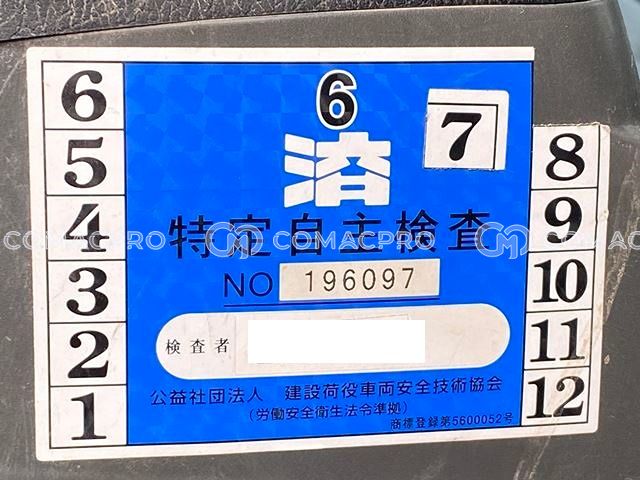 6
5
4
3
2
1
6
7
済
特定自主検査
NO 196097
検査者
公益社団法人 建設荷役車両安全技術協会
(労働安全衛生法令準拠)
商標登録第5600052号
8
9
10
11
12
COMACPRO COMACPRO COMAC